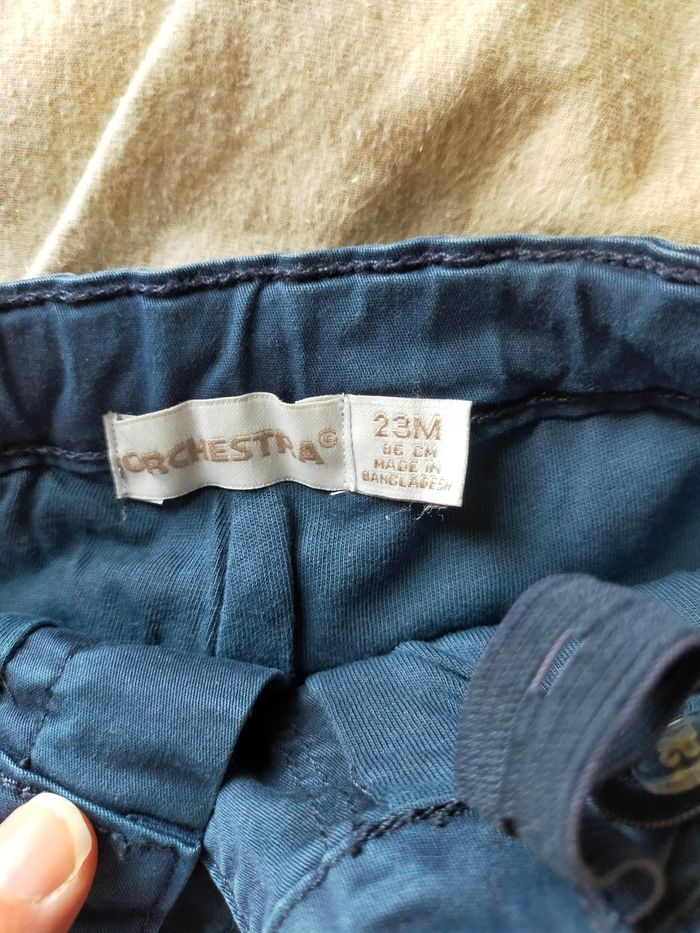 ORCHESTRA®
23M
86 CM
MADE IN
BANGLADESH